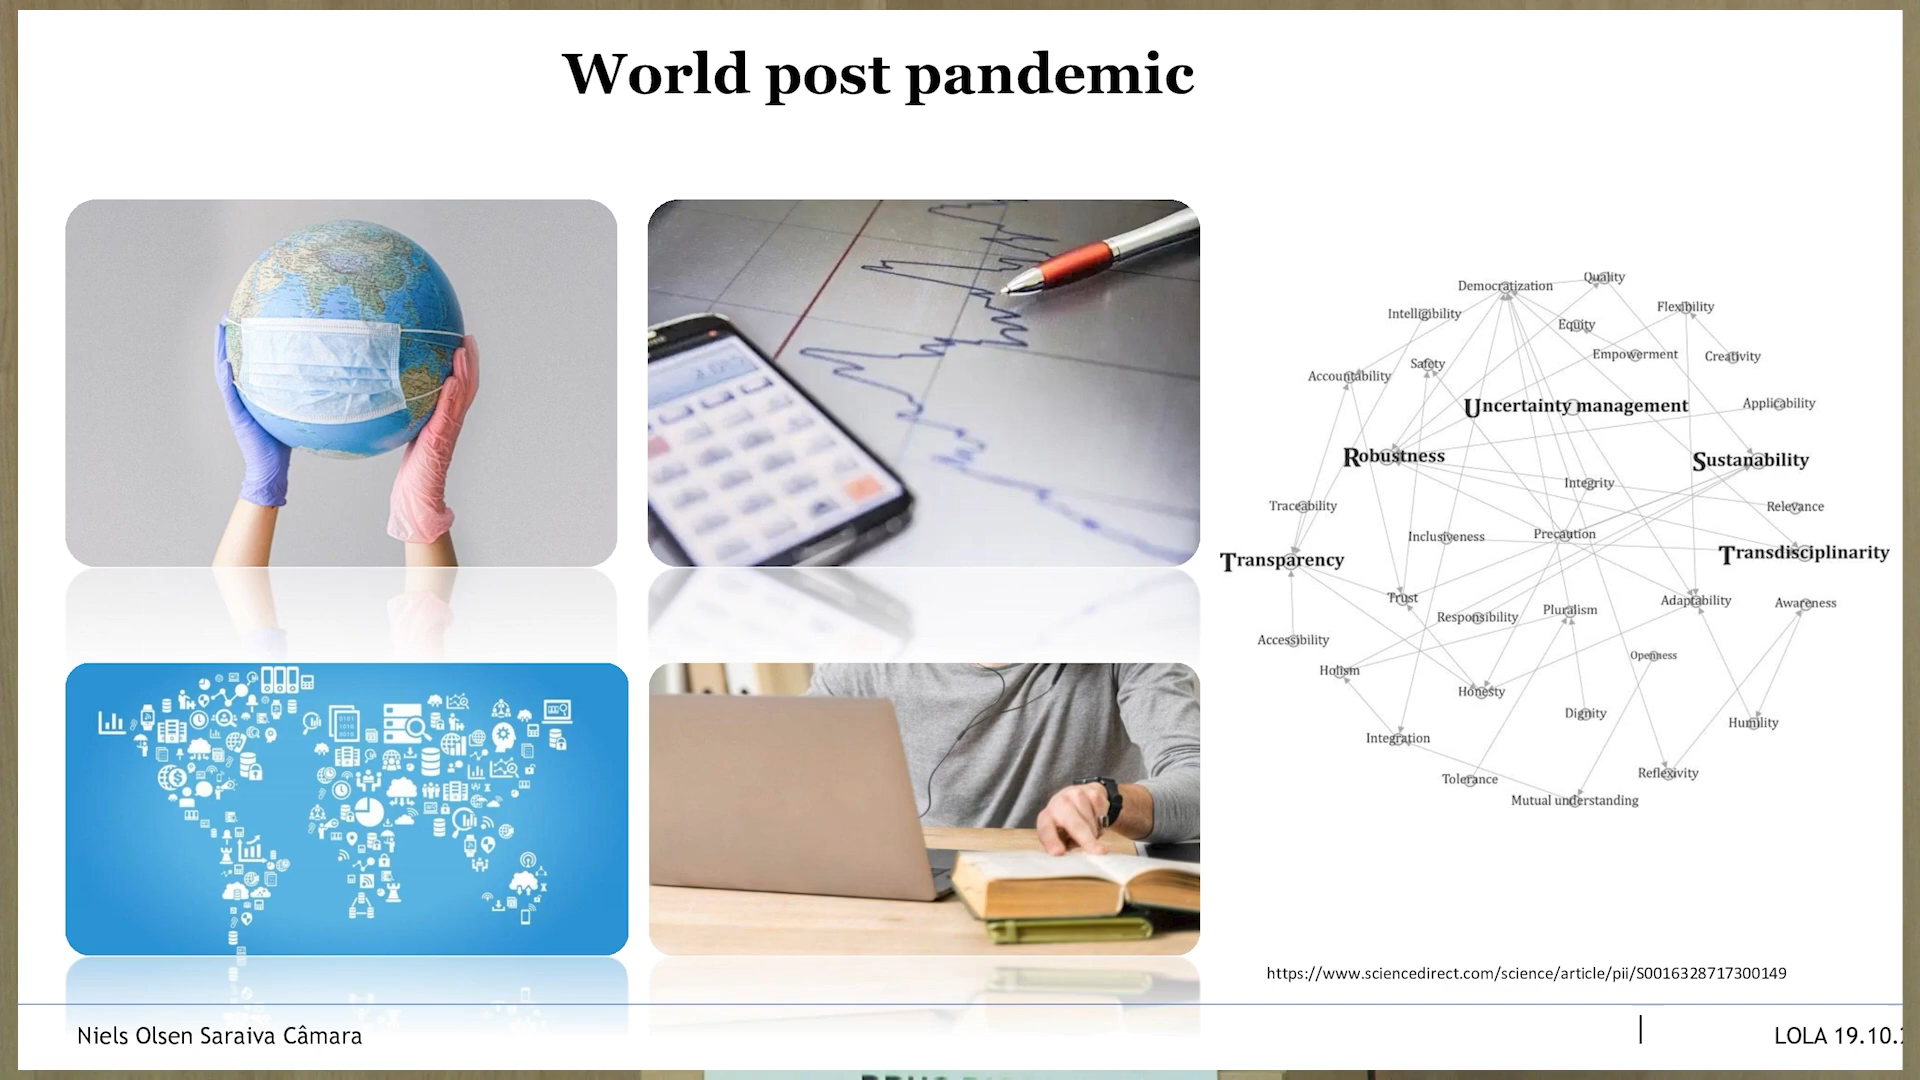 World post pandemic
Quality
Democratization
Flexibility
Intelligibility
Equity
Empowerment
Creativity
Safety
Accountability
Uncertainty management
Applicability
Robustness
Sustanability
Integrity
Traceability
Relevance
Inclusiveness
Precaution
Transparency
Transdisciplinarity
Trust
Adaptability
Awareness
Responsibility
Pluralism
Accessibility
Openness
Holism
Honesty
Dignity
Humility
Integration
Reflexivity
Tolerance
Mutual understanding
https://www.sciencedirect.com/science/article/pii/S0016328717300149
Niels Olsen Saraiva Câmara
LOLA 19.10.